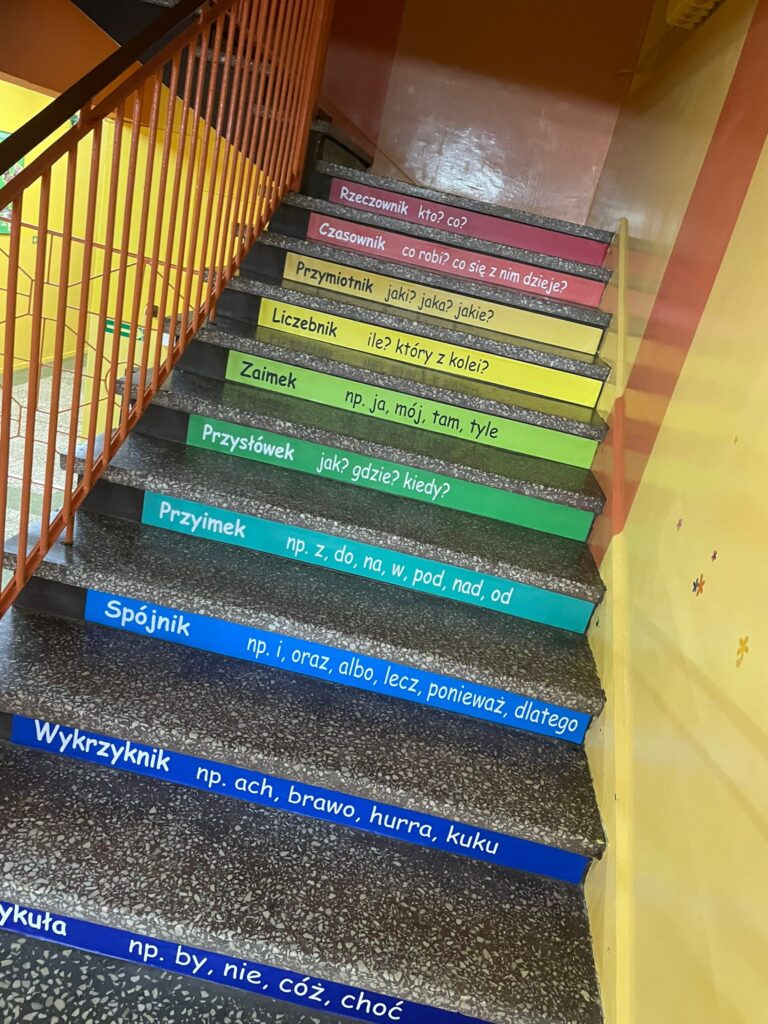 Rzeczownik kto? co?
Czasownik co robi? co się z nim dzieje?
Przymiotnik jaki? jaka? jakie?
Liczebnik ile? który z kolei?
Zaimek np. ja, mój, tam, tyle
Przysłówek jak? gdzie? kiedy?
Przyimek np. z, do, na, w, pod, nad, od
Spójnik np. i, oraz, albo, lecz, ponieważ, dlatego
Wykrzyknik np. ach, brawo, hurra, kuku
ykuła np. by, nie, cóż, choć